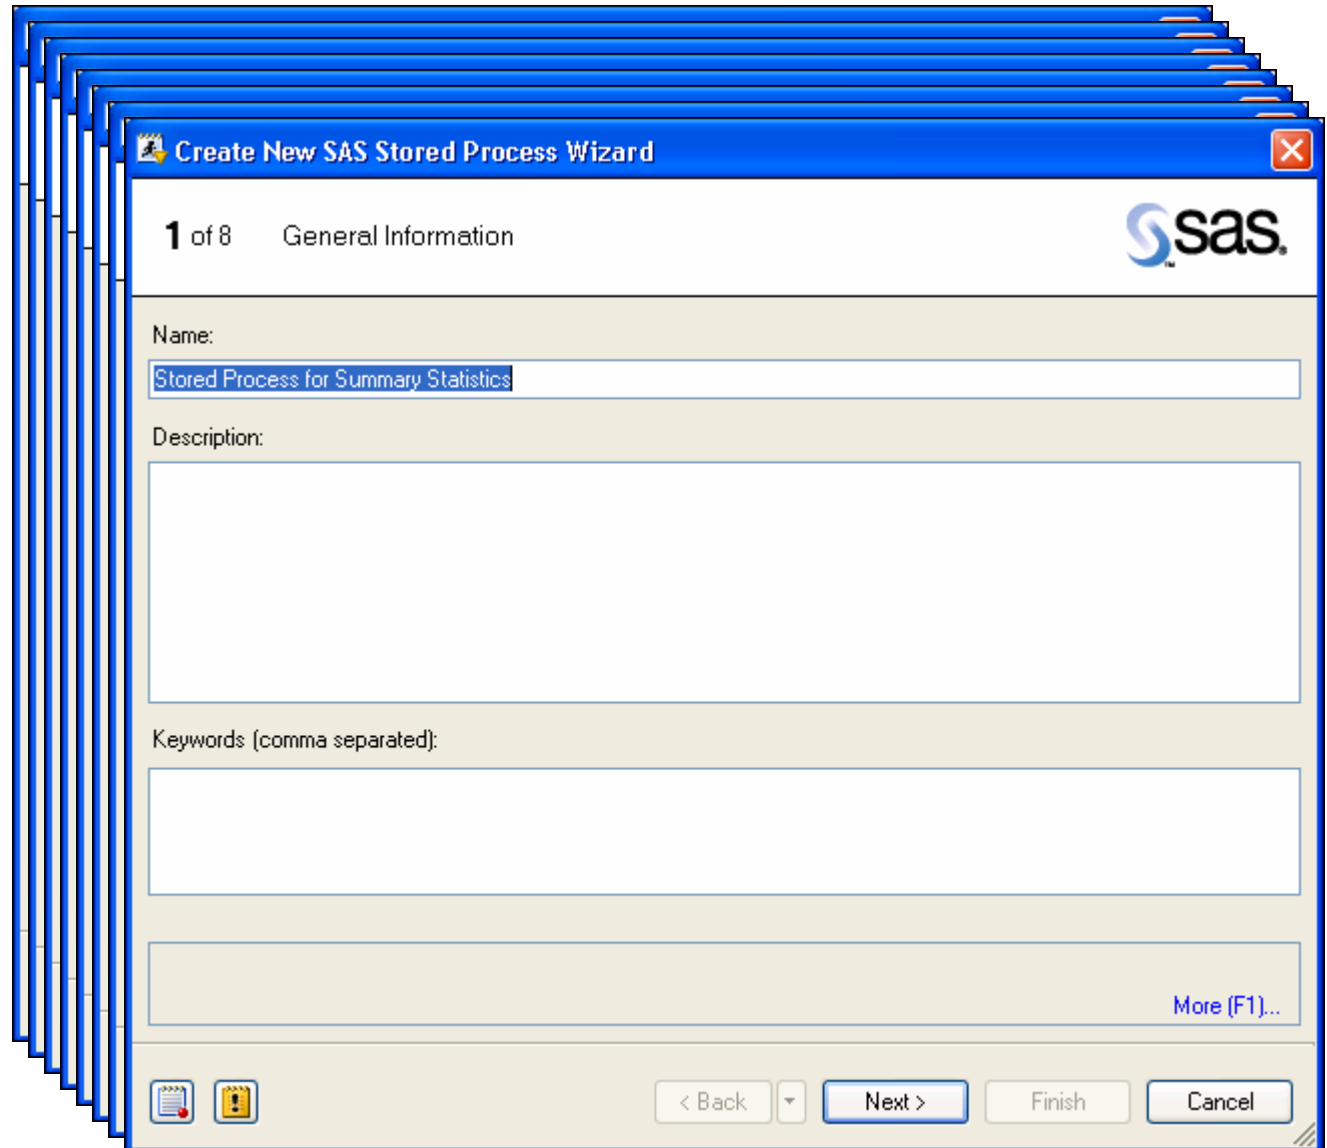 Create New SAS Stored Process Wizard
1 of 8 General Information
sas.
TM
Name:
Stored Process for Summary Statistics
Description:
Keywords (comma separated):
More (F1)...
< Back Next > Finish Cancel